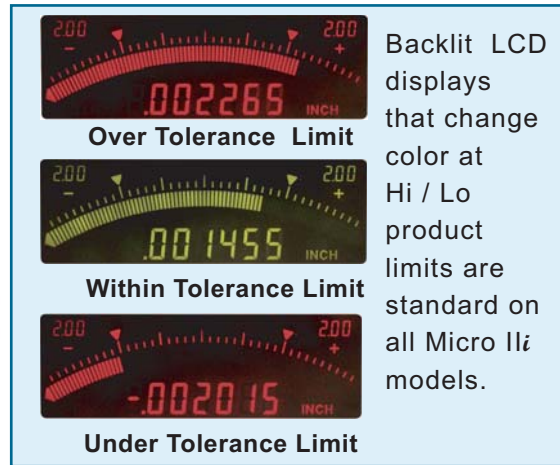 2.00 2.00
- +
.002265 INCH
Over Tolerance Limit
2.00 2.00
- +
.001455 INCH
Within Tolerance Limit
2.00 2.00
- +
-.002015 INCH
Under Tolerance Limit
Backlit LCD
displays
that change
color at
Hi / Lo
product
limits are
standard on
all Micro IIi
models.